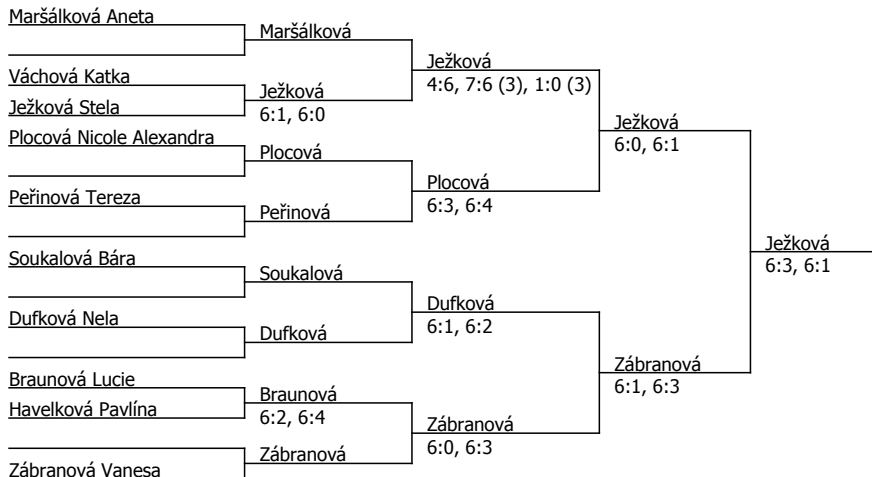 Maršálková Aneta
Váchová Katka
Ježková Stela
Plocová Nicole Alexandra
Peřinová Tereza
Soukalová Bára
Dufková Nela
Braunová Lucie
Havelková Pavlína
Zábranová Vanesa
Maršálková
Ježková
6:1, 6:0
Plocová
Peřinová
Soukalová
Dufková
Braunová
6:2, 6:4
Zábranová
Ježková
4:6, 7:6 (3), 1:0 (3)
Plocová
6:3, 6:4
Dufková
6:1, 6:2
Zábranová
6:0, 6:3
Ježková
6:0, 6:1
Zábranová
6:1, 6:3
Ježková
6:3, 6:1